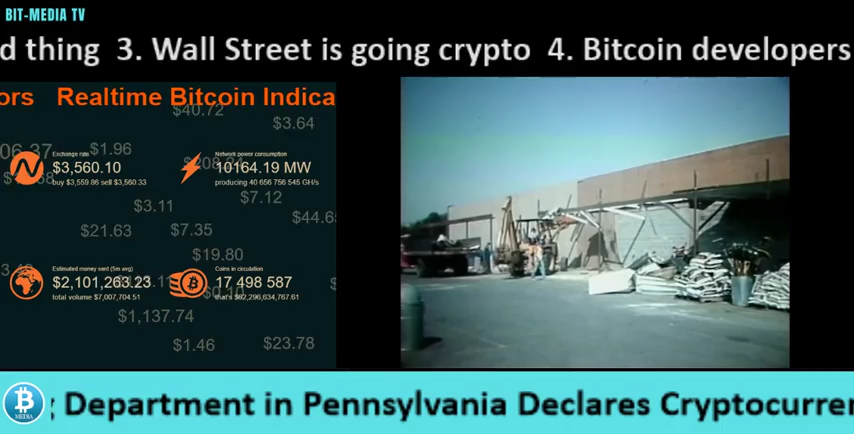 BIT-MEDIA TV
d thing 3. Wall Street is going crypto 4. Bitcoin developers
ors Realtime Bitcoin Indica
$40.72
$3.64
$1.96
Exchange rate
$3,560.10
buy $3,559.86 sell $3,560.33
Network power consumption
10164.19 MW
producing 40 656 756 545 GH/s
$7.12
$3.11
$44.6
$21.63
$7.35
$19.80
Estimated money sent (5m avg)
$2,101,263.23
total volume $7,007,704.51
Coins in circulation
17 498 587
that's $62,296,634,767.61
$1,137.74
$1.46
$23.78
B
MEDIA
; Department in Pennsylvania Declares Cryptocurre